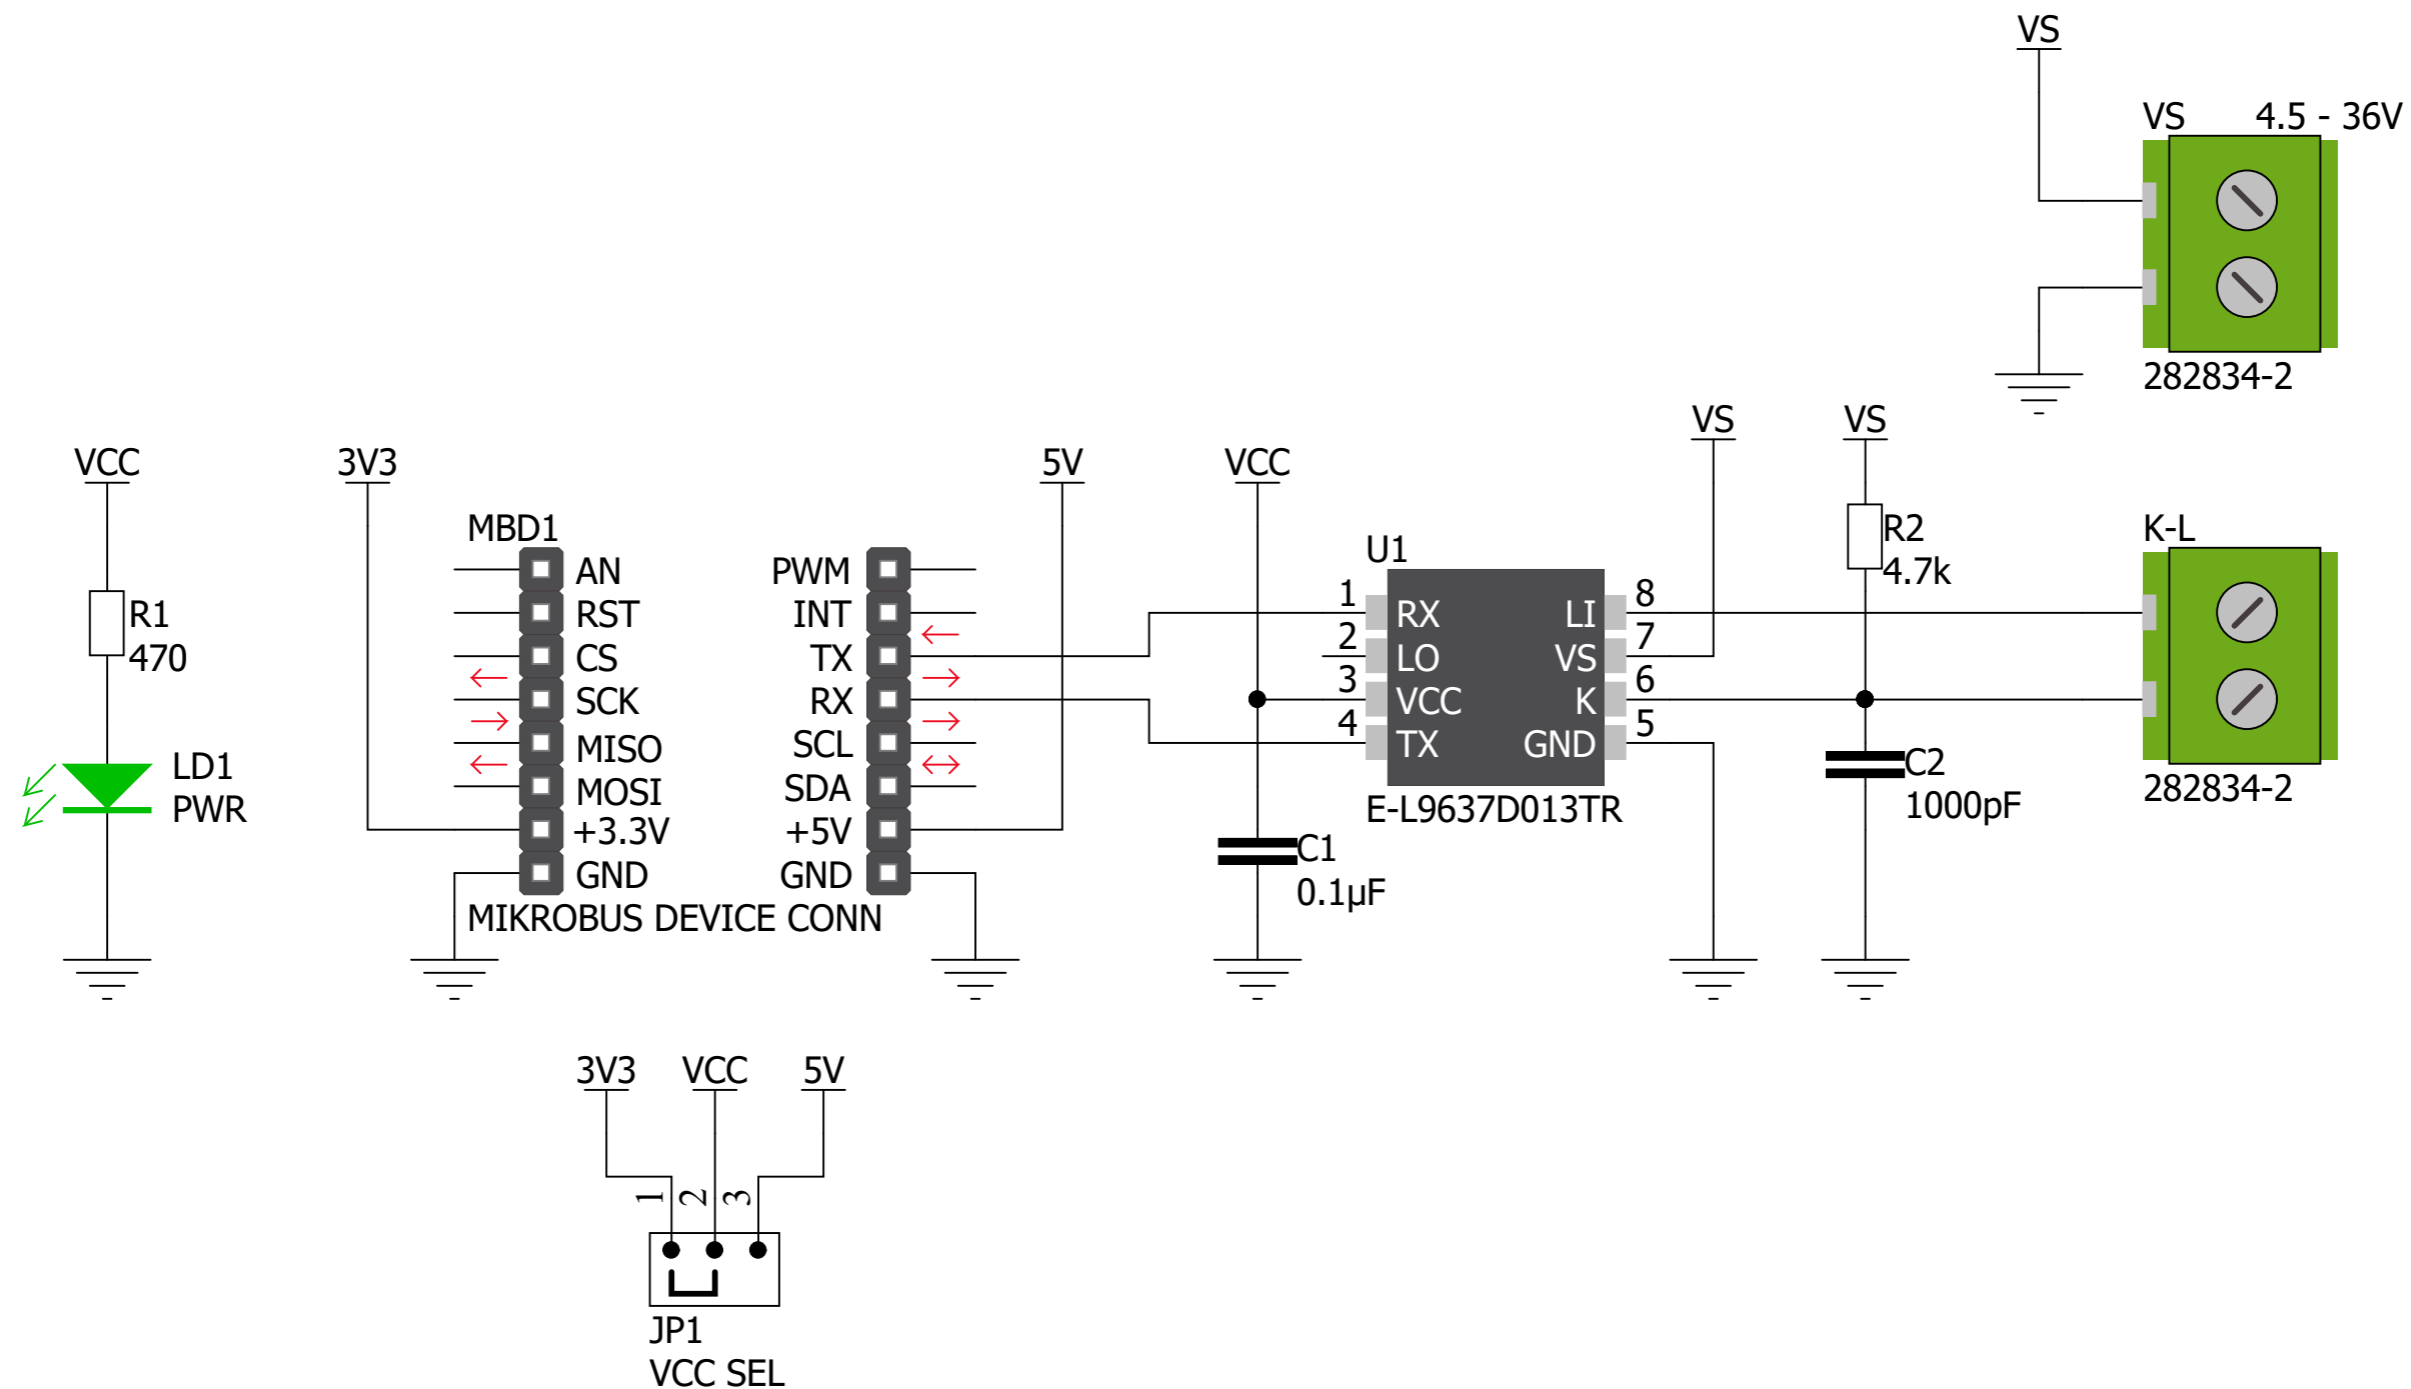 VS
VS 4.5 - 36V
282834-2
VCC
R1
470
LD1
PWR
3V3
MBD1
AN
RST
CS
SCK
MISO
MOSI
+3.3V
GND
PWM
INT
TX
RX
SCL
SDA
+5V
GND
MIKROBUS DEVICE CONN
5V
VCC
C1
0.1µF
U1
1 RX LI 8
2 LO VS 7
3 VCC K 6
4 TX GND 5
E-L9637D013TR
VS
VS
R2
4.7k
C2
1000pF
K-L
282834-2
3V3 VCC 5V
1 2 3
JP1
VCC SEL